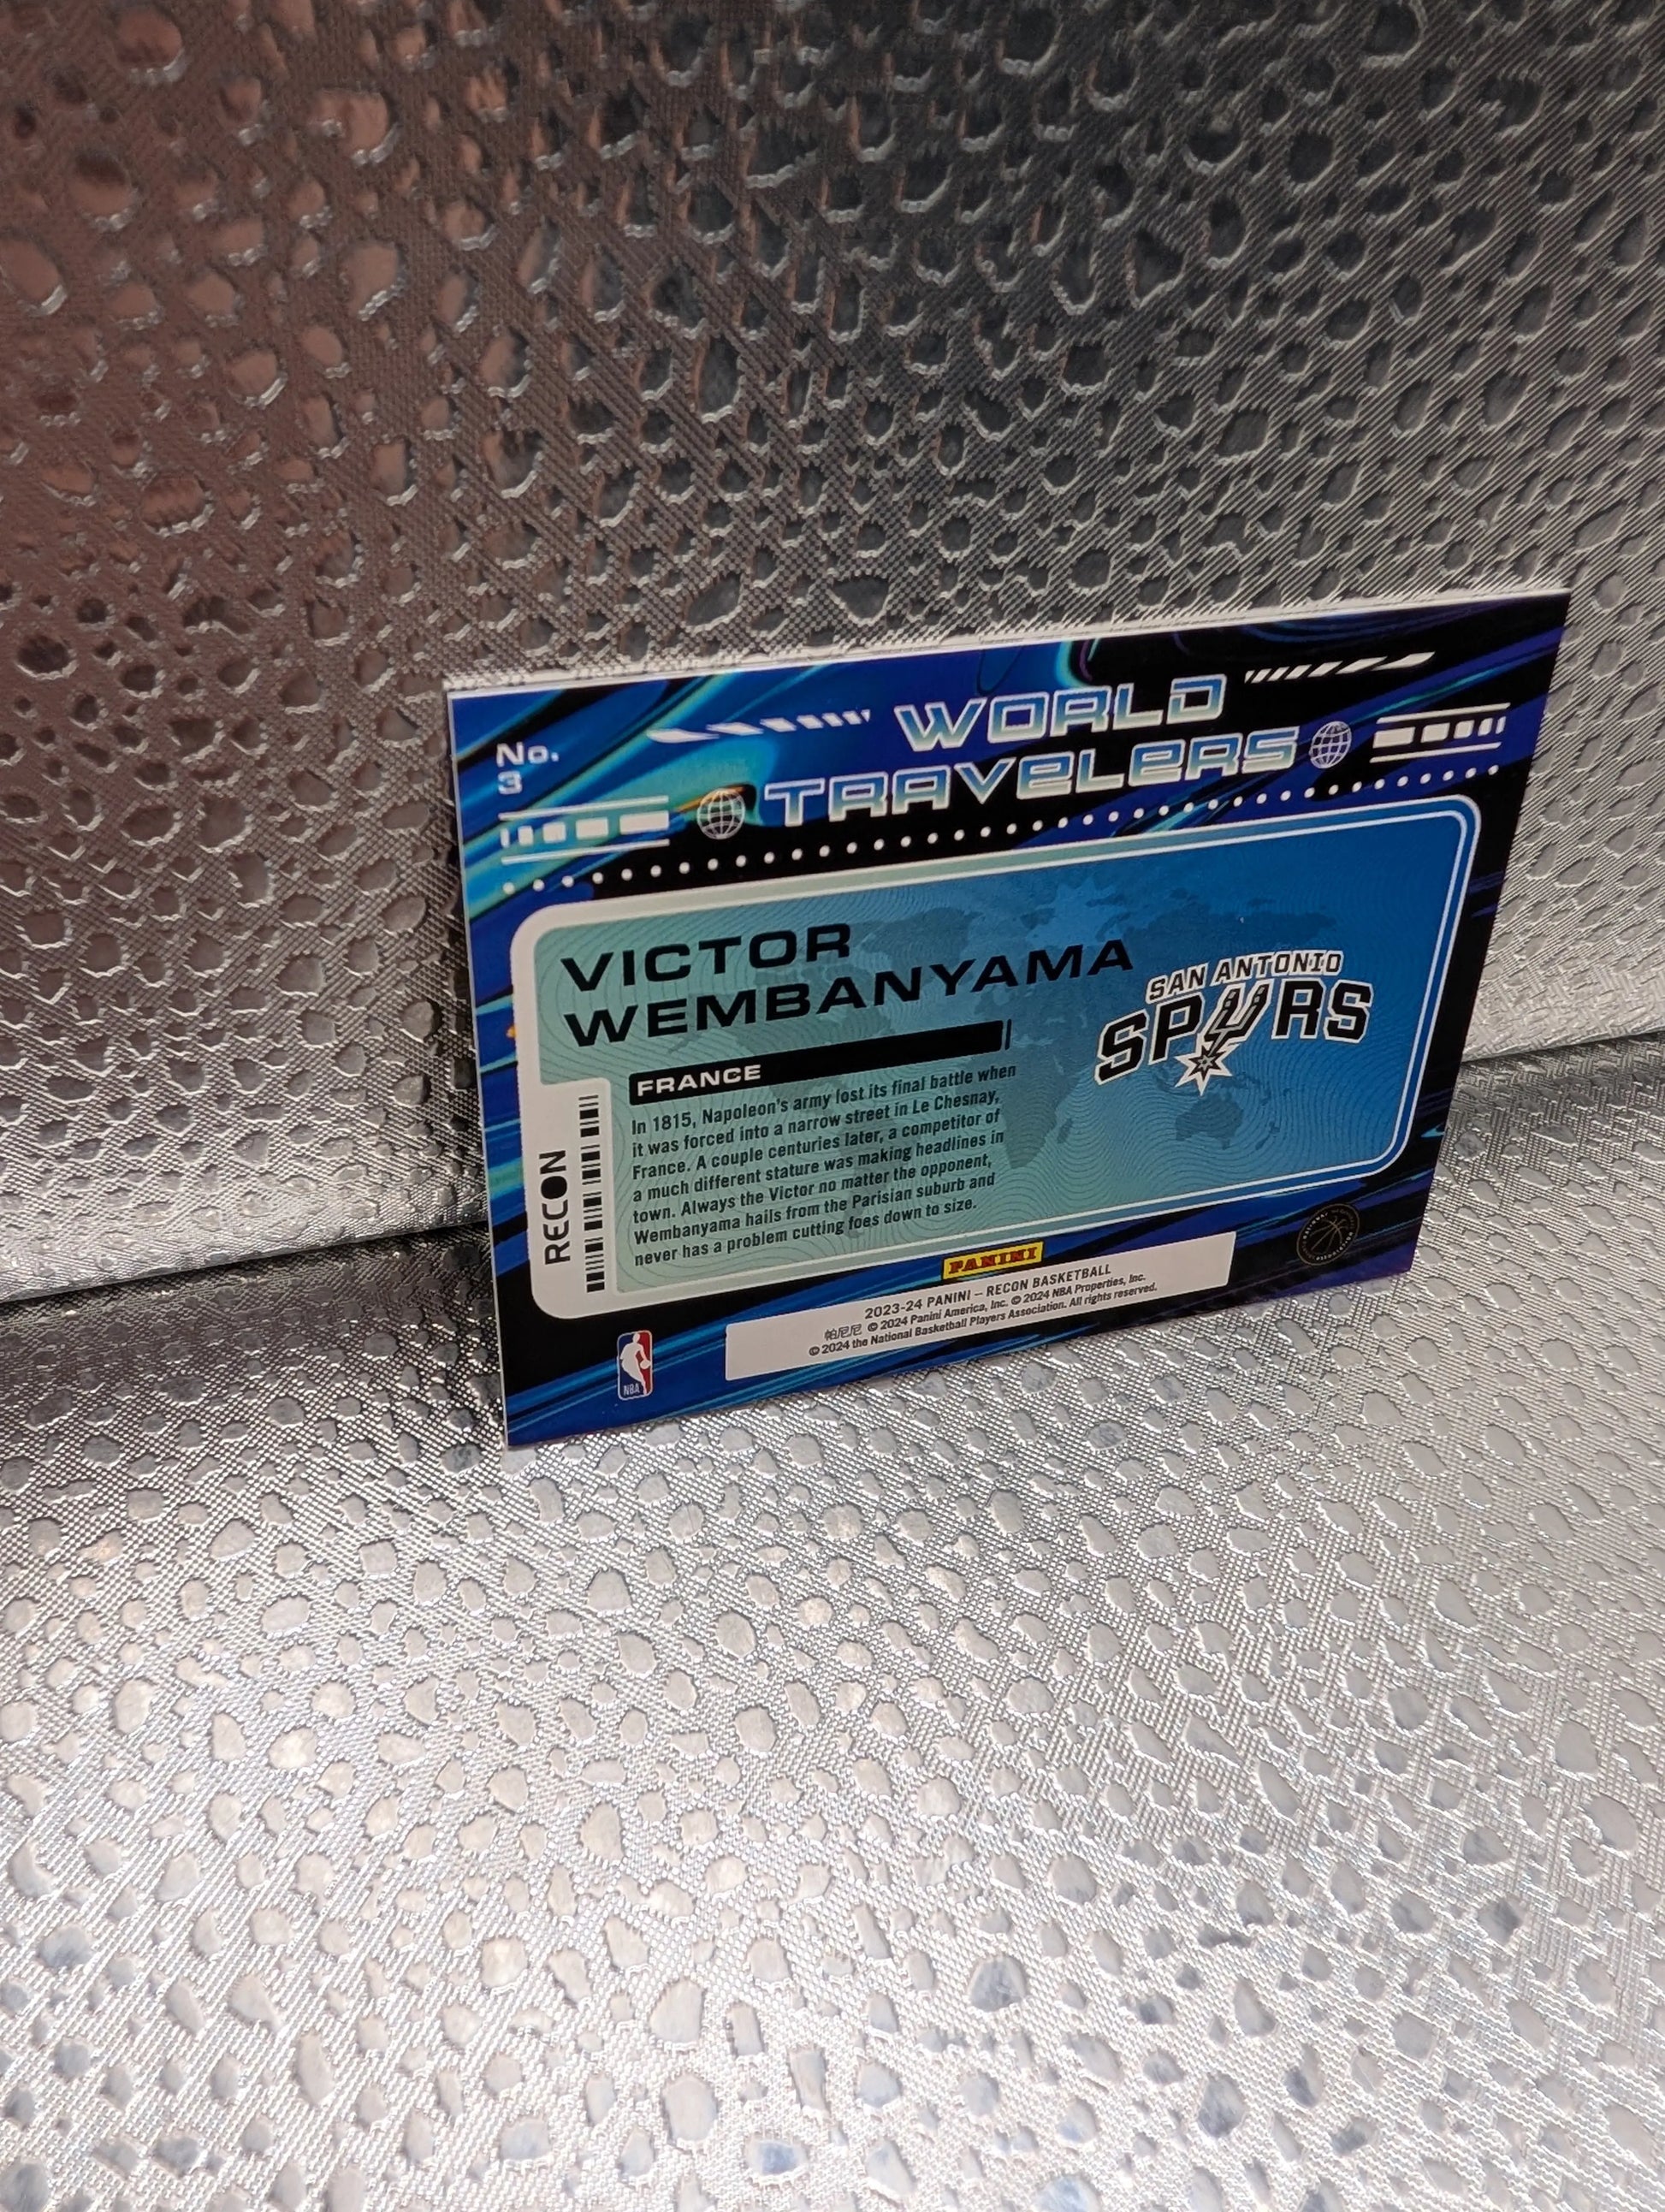 No.
3
WORLD
TRAVELERS
VICTOR
WEMBANYAMA
SAN ANTONIO
SPURS
FRANCE
In 1815, Napoleon's army lost its final battle when
it was forced into a narrow street in Le Chesnay,
France. A couple centuries later, a competitor of
a much different stature was making headlines in
town. Always the Victor no matter the opponent,
Wembanyama hails from the Parisian suburb and
never has a problem cutting foes down to size.
RECON
PANINI
2023-24 PANINI – RECON BASKETBALL
帕尼尼 © 2024 Panini America, Inc. © 2024 NBA Properties, Inc.
© 2024 the National Basketball Players Association. All rights reserved.
NBA